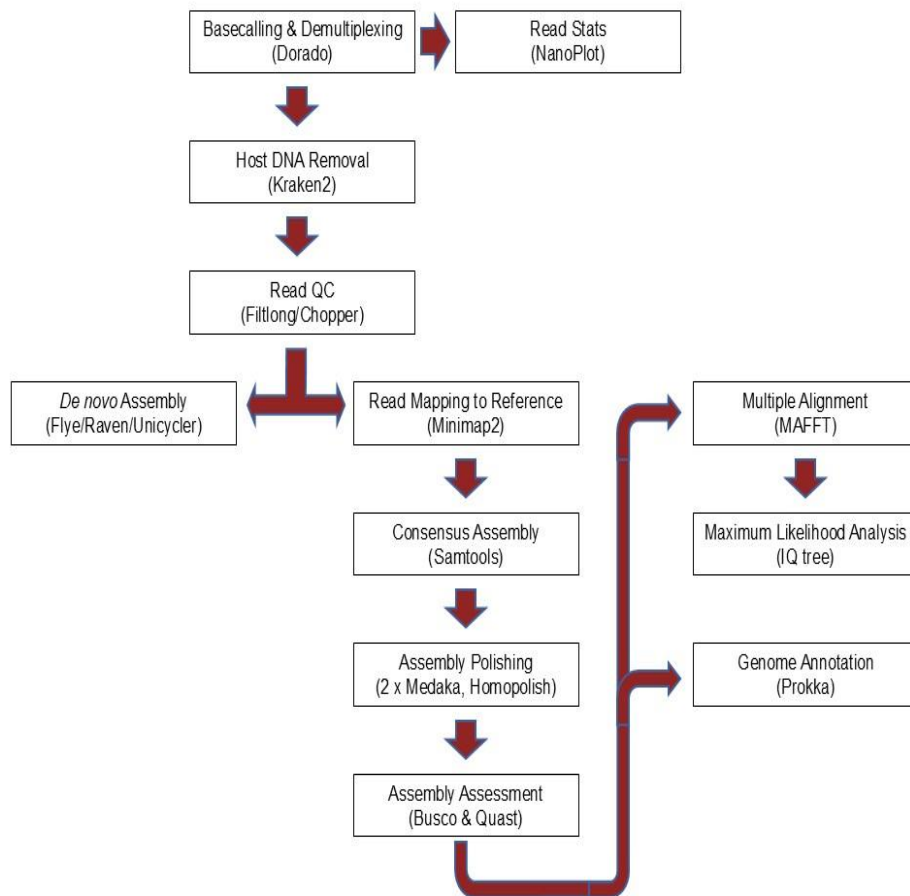 Basecalling & Demultiplexing
(Dorado)
Read Stats
(NanoPlot)
Host DNA Removal
(Kraken2)
Read QC
(Filtlong/Chopper)
De novo Assembly
(Flye/Raven/Unicycler)
Read Mapping to Reference
(Minimap2)
Multiple Alignment
(MAFFT)
Consensus Assembly
(Samtools)
Maximum Likelihood Analysis
(IQ tree)
Assembly Polishing
(2 x Medaka, Homopolish)
Genome Annotation
(Prokka)
Assembly Assessment
(Busco & Quast)